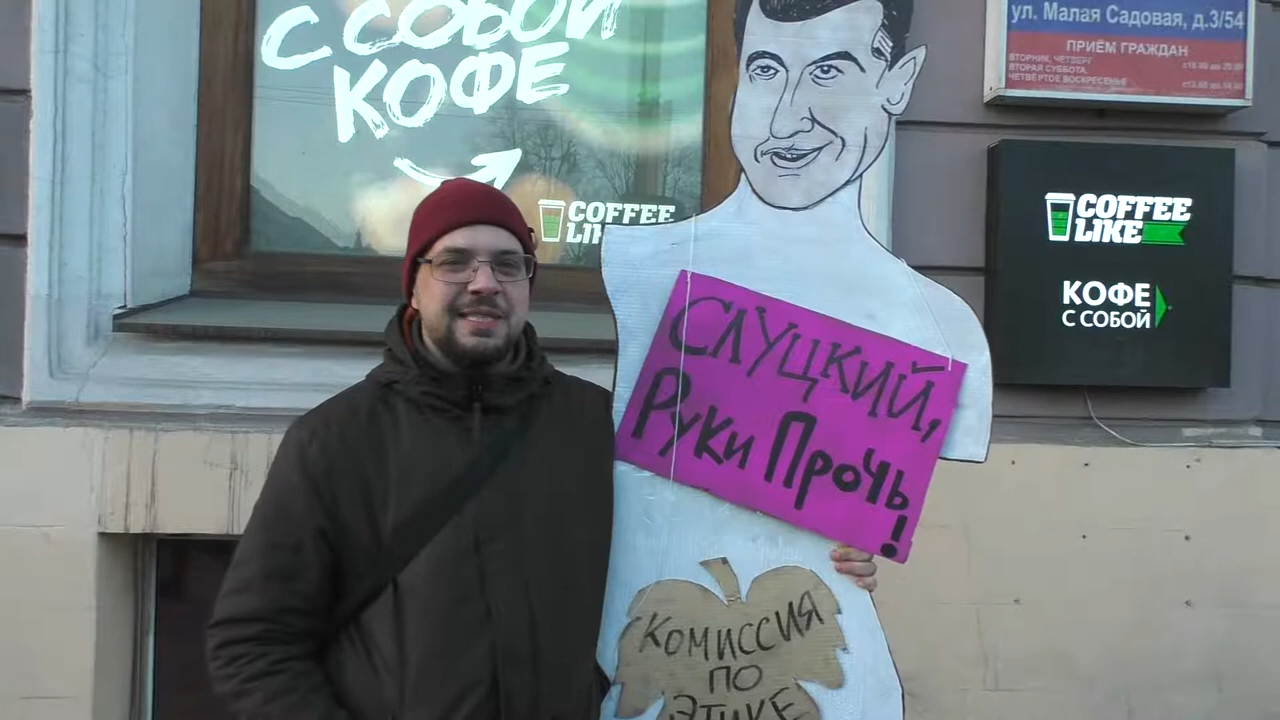 С СОБОЙ
КОФЕ
COFFEE
LIKE
ул. Малая Садовая, д.3/54
ПРИЁМ ГРАЖДАН
ВТОРНИК, ЧЕТВЕРГ
ВТОРАЯ СУББОТА,
ЧЕТВЁРТОЕ ВОСКРЕСЕНЬЕ
COFFEE
LIKE
КОФЕ
С СОБОЙ
СЛУЦКИЙ,
Руки Прочь
!
Комиссия
по
Этике